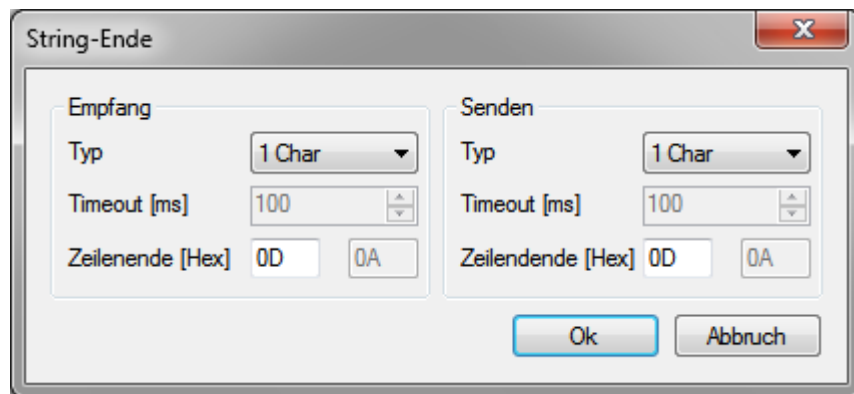 String-Ende
Empfang
Typ 1 Char
Timeout [ms] 100
Zeilenende [Hex] 0D 0A
Senden
Typ 1 Char
Timeout [ms] 100
Zeilendende [Hex] 0D 0A
Ok Abbruch